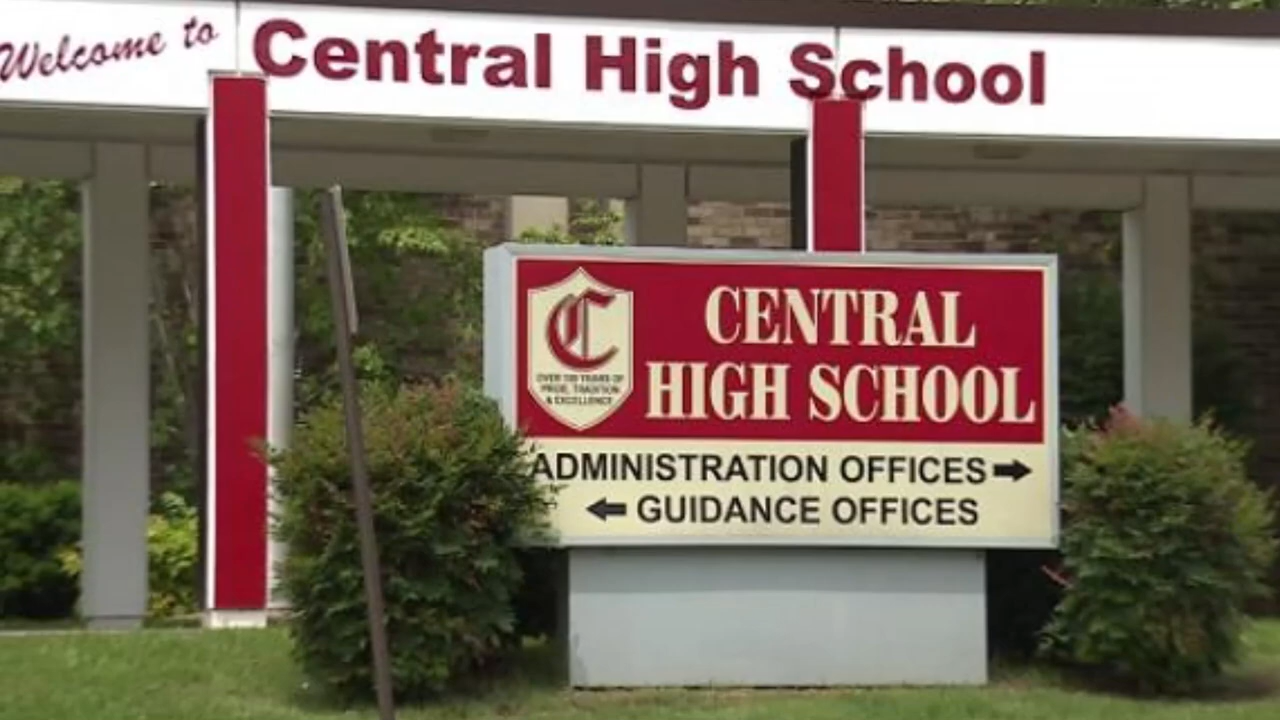 Welcome to Central High School
C
CENTRAL
HIGH SCHOOL
OVER 100 YEARS OF
PRIDE, TRADITION
& EXCELLENCE
ADMINISTRATION OFFICES →
← GUIDANCE OFFICES